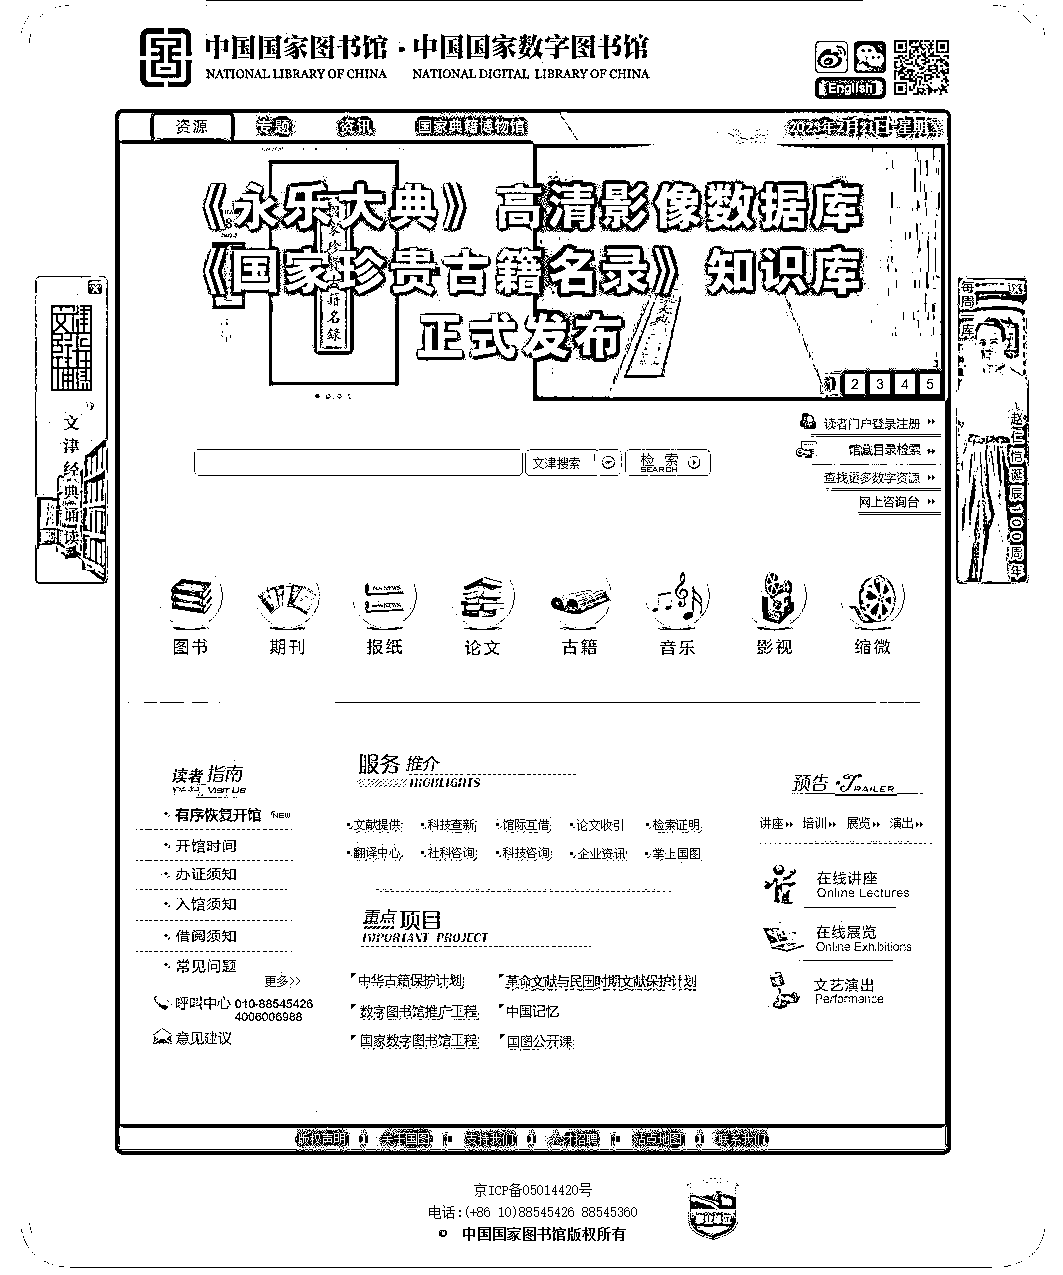 中国国家图书馆·中国国家数字图书馆
NATIONAL LIBRARY OF CHINA NATIONAL DIGITAL LIBRARY OF CHINA
English
资源 专题 资讯 国家典籍博物馆
《永乐大典》高清影像数据库
《国家珍贵古籍名录》知识库
正式发布
2 3 4 5
文津经典诵读
每周一库
赵仁恺诞辰100周年
读者门户登录注册
馆藏目录检索
查找更多数字资源
网上咨询台
文津搜索 检索
SEARCH
图书 期刊 报纸 论文 古籍 音乐 影视 缩微
读者指南
Visit Us
有序恢复开馆 NEW
开馆时间
办证须知
入馆须知
借阅须知
常见问题
更多>>
呼叫中心 010-88545426
4006006988
意见建议
服务推介
HIGHLIGHTS
文献提供 科技查新 馆际互借 论文收引 检索证明
翻译中心 社科咨询 科技咨询 企业资讯 掌上国图
重点项目
IMPORTANT PROJECT
中华古籍保护计划 革命文献与民国时期文献保护计划
数字图书馆推广工程 中国记忆
国家数字图书馆工程 国图公开课
预告 TRAILER
讲座 培训 展览 演出
在线讲座
Online Lectures
在线展览
Online Exhibitions
文艺演出
Performance
版权声明 关于国图 支持我们 人才招聘 站点地图 联系我们
京ICP备05014420号
电话:(+86 10)88545426 88545360
© 中国国家图书馆版权所有